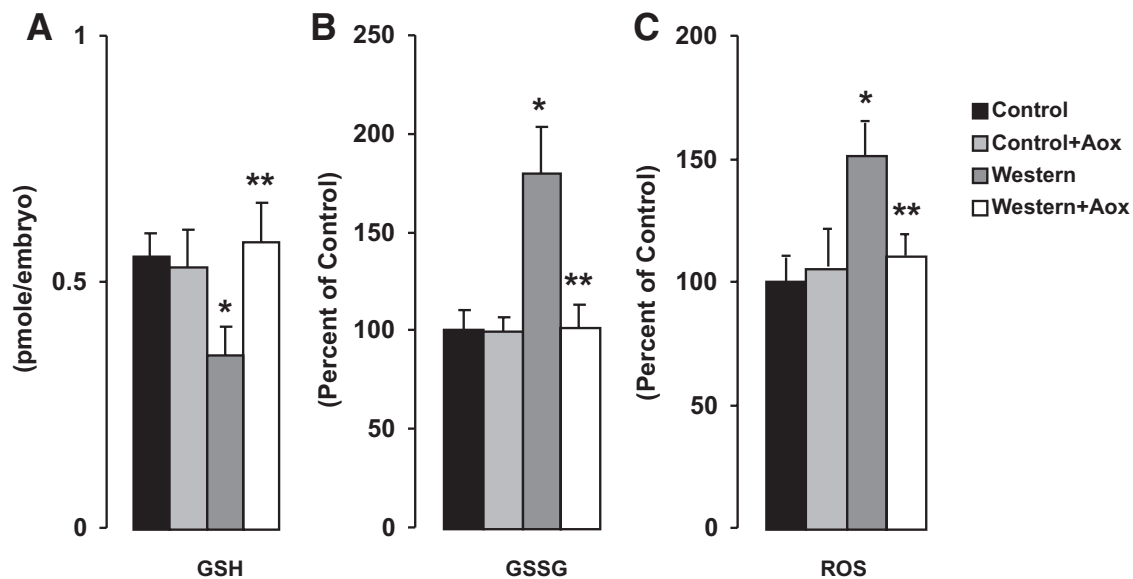 A
1
0.5
0
(pmole/embryo)
*
**
GSH
B
250
200
150
100
50
0
(Percent of Control)
*
**
GSSG
C
200
150
100
50
0
(Percent of Control)
*
**
ROS
Control
Control+Aox
Western
Western+Aox